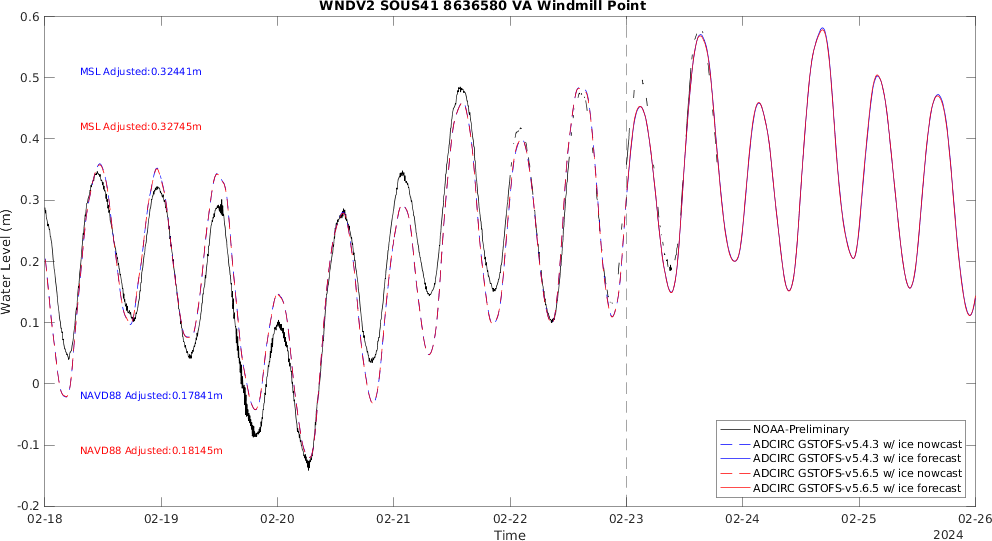 WNDV2 SOUS41 8636580 VA Windmill Point
0.6
0.5
0.4
0.3
0.2
0.1
0
-0.1
-0.2
Water Level (m)
MSL Adjusted:0.32441m
MSL Adjusted:0.32745m
NAVD88 Adjusted:0.17841m
NAVD88 Adjusted:0.18145m
NOAA-Preliminary
ADCIRC GSTOFS-v5.4.3 w/ ice nowcast
ADCIRC GSTOFS-v5.4.3 w/ ice forecast
ADCIRC GSTOFS-v5.6.5 w/ ice nowcast
ADCIRC GSTOFS-v5.6.5 w/ ice forecast
02-18 02-19 02-20 02-21 02-22 02-23 02-24 02-25 02-26
Time
2024